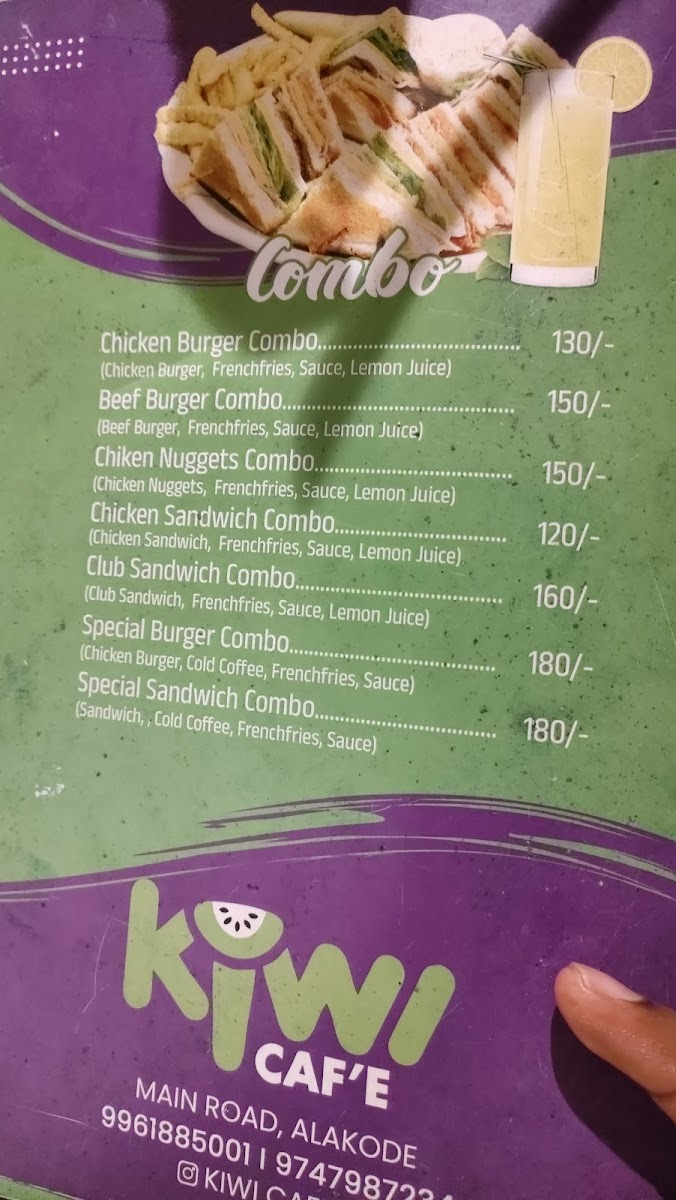 Combo
Chicken Burger Combo................................... 130/-
(Chicken Burger, Frenchfries, Sauce, Lemon Juice)
Beef Burger Combo........................................ 150/-
(Beef Burger, Frenchfries, Sauce, Lemon Juice)
Chiken Nuggets Combo.................................. 150/-
(Chicken Nuggets, Frenchfries, Sauce, Lemon Juice)
Chicken Sandwich Combo.............................. 120/-
(Chicken Sandwich, Frenchfries, Sauce, Lemon Juice)
Club Sandwich Combo.................................... 160/-
(Club Sandwich, Frenchfries, Sauce, Lemon Juice)
Special Burger Combo.................................... 180/-
(Chicken Burger, Cold Coffee, Frenchfries, Sauce)
Special Sandwich Combo............................... 180/-
(Sandwich, , Cold Coffee, Frenchfries, Sauce)
KiWi
CAF'E
MAIN ROAD, ALAKODE
9961885001 | 9747987234
KIWI